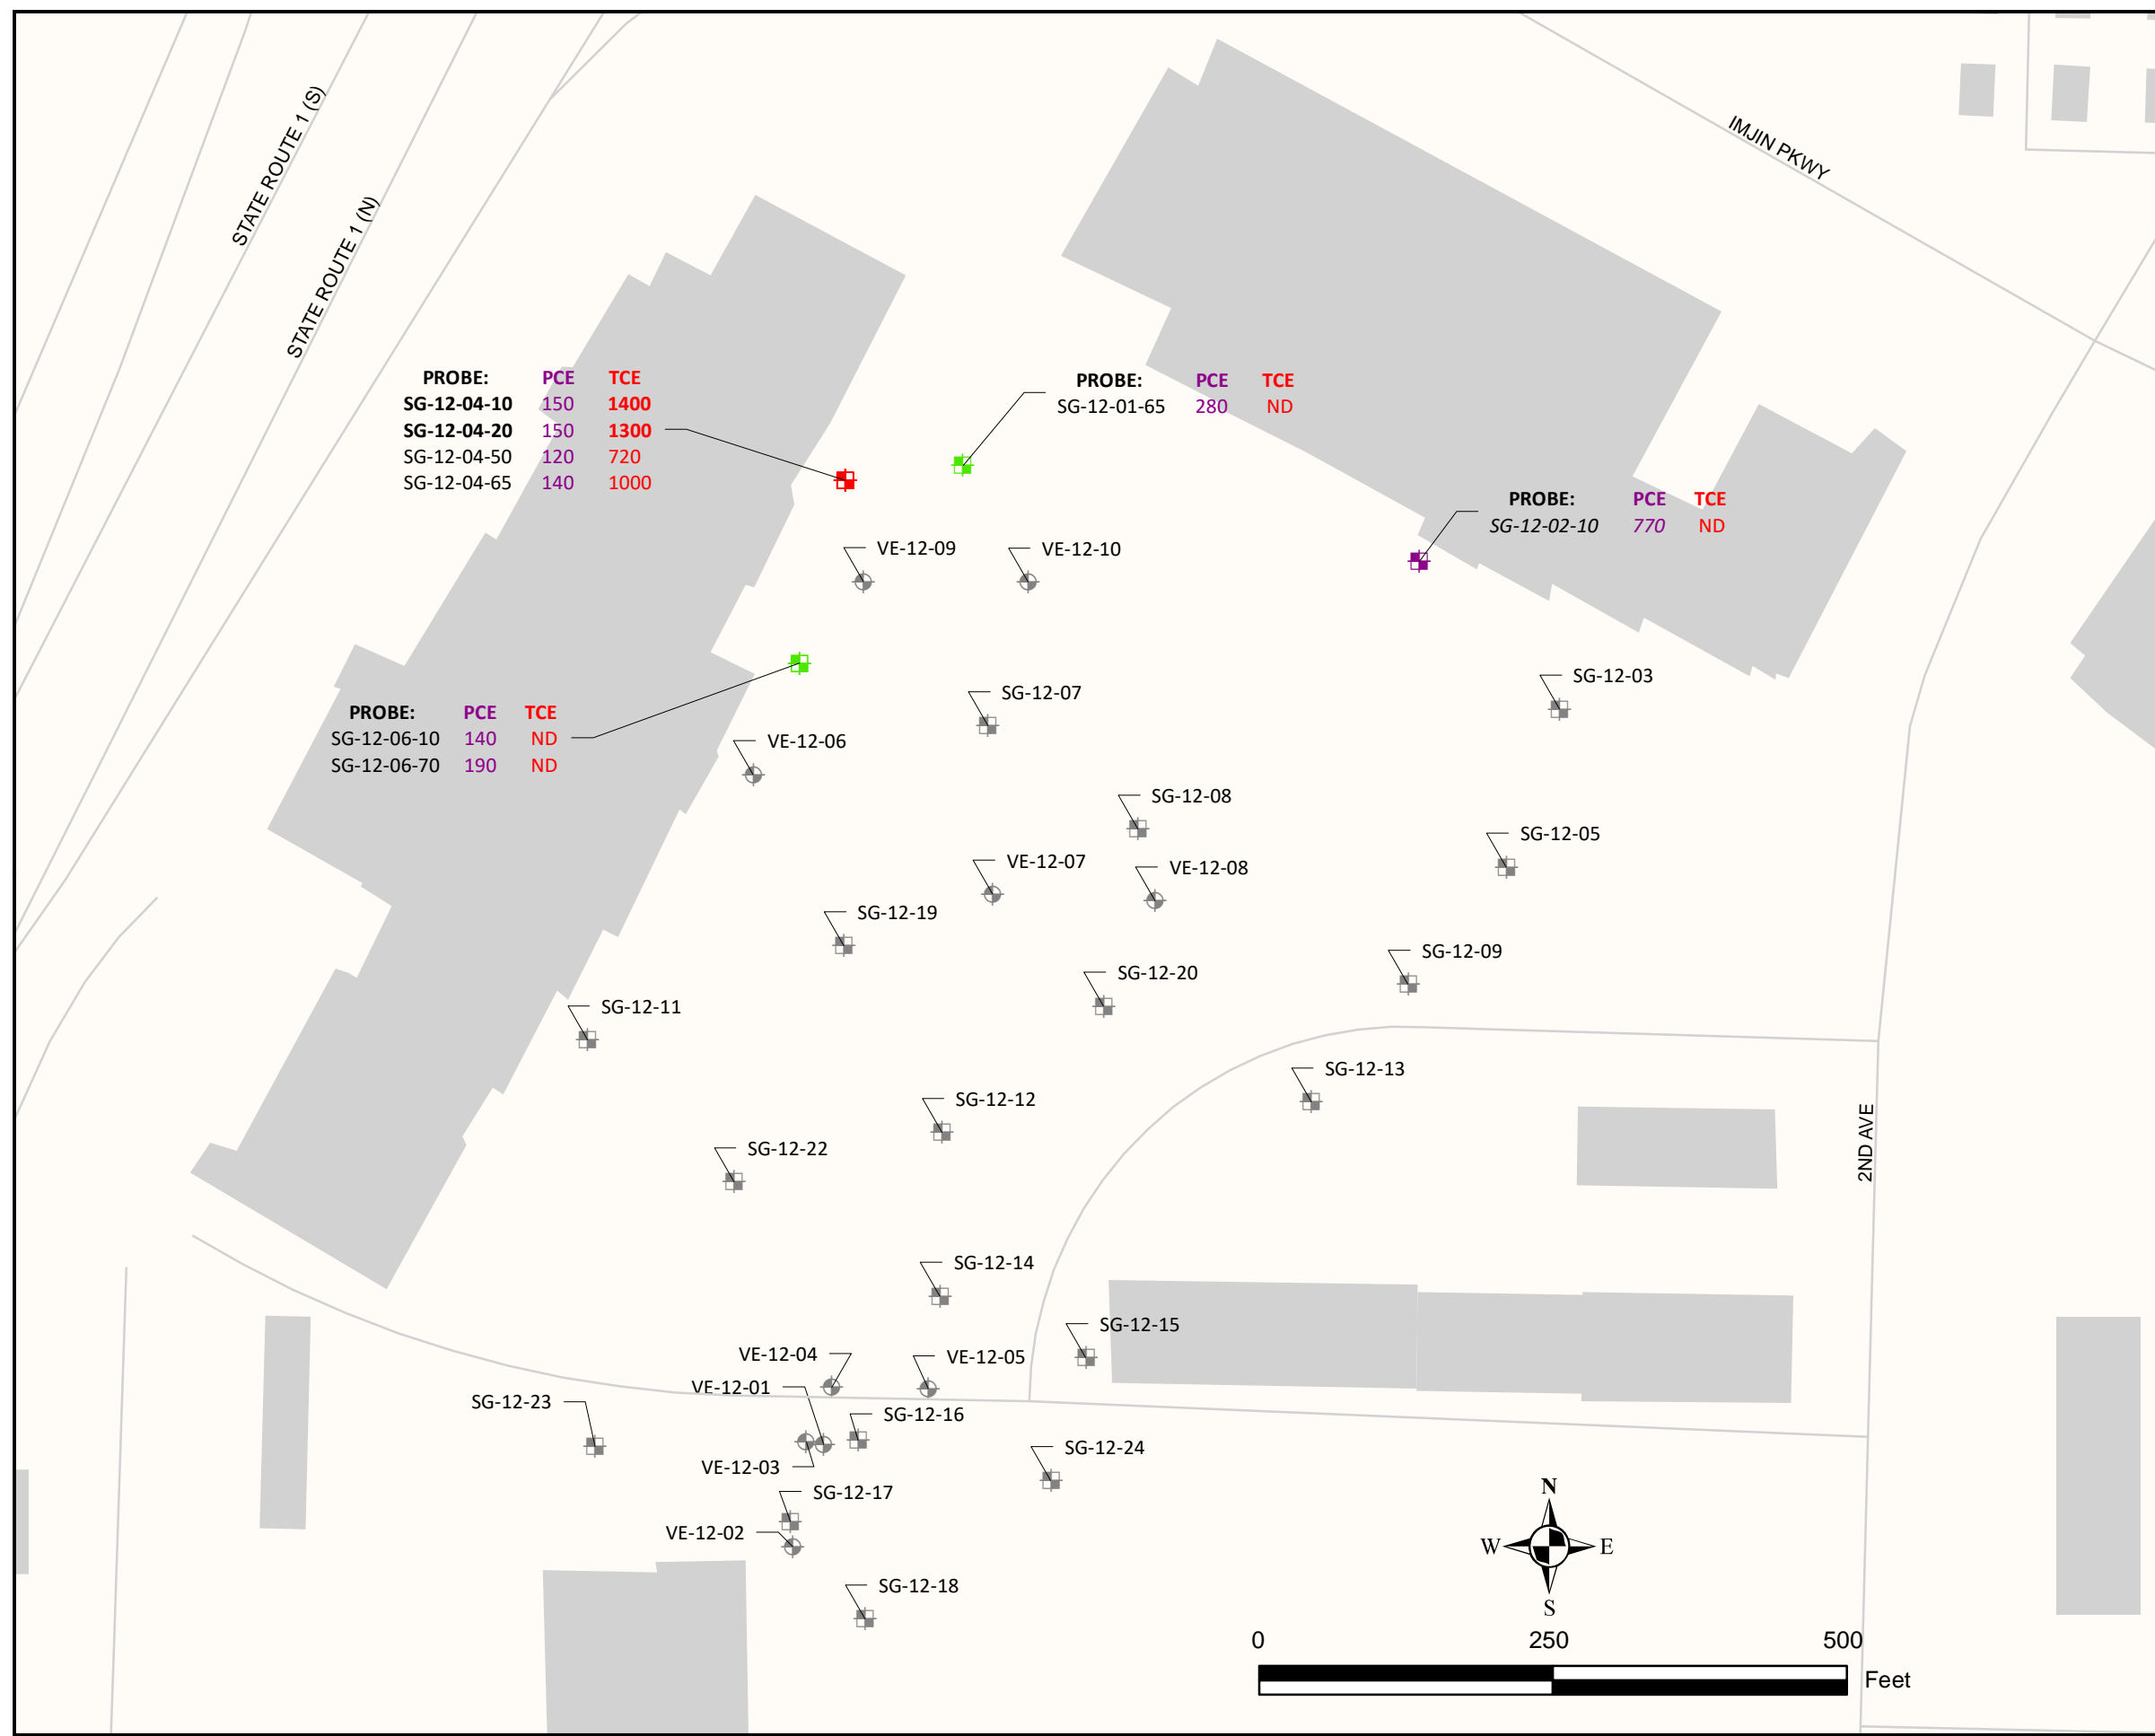 STATE ROUTE 1 (S)
STATE ROUTE 1 (N)
IMJIN PKWY
PROBE: PCE TCE
SG-12-04-10 150 1400
SG-12-04-20 150 1300
SG-12-04-50 120 720
SG-12-04-65 140 1000
PROBE: PCE TCE
SG-12-01-65 280 ND
PROBE: PCE TCE
SG-12-02-10 770 ND
VE-12-09
VE-12-10
SG-12-03
SG-12-07
PROBE: PCE TCE
SG-12-06-10 140 ND
SG-12-06-70 190 ND
VE-12-06
SG-12-08
SG-12-05
VE-12-07
VE-12-08
SG-12-19
SG-12-09
SG-12-20
SG-12-11
SG-12-13
SG-12-12
2ND AVE
SG-12-22
SG-12-14
SG-12-15
VE-12-04
VE-12-05
VE-12-01
SG-12-23
SG-12-16
SG-12-24
VE-12-03
SG-12-17
VE-12-02
SG-12-18
N
W E
S
0 250 500
Feet